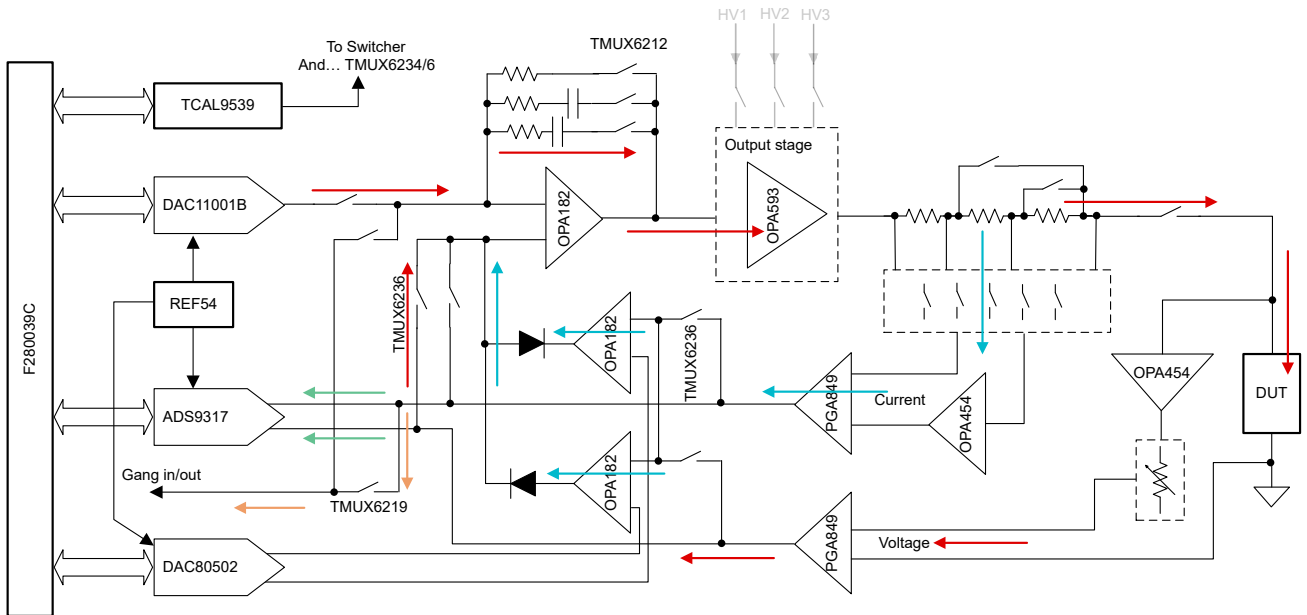 HV1
HV2
HV3
To Switcher
And... TMUX6234/6
TMUX6212
TCAL9539
Output stage
DAC11001B
OPA182
OPA593
F280039C
REF54
TMUX6236
OPA182
TMUX6236
PGA849
Current
OPA454
OPA454
DUT
ADS9317
Gang in/out
TMUX6219
OPA182
PGA849
Voltage
DAC80502